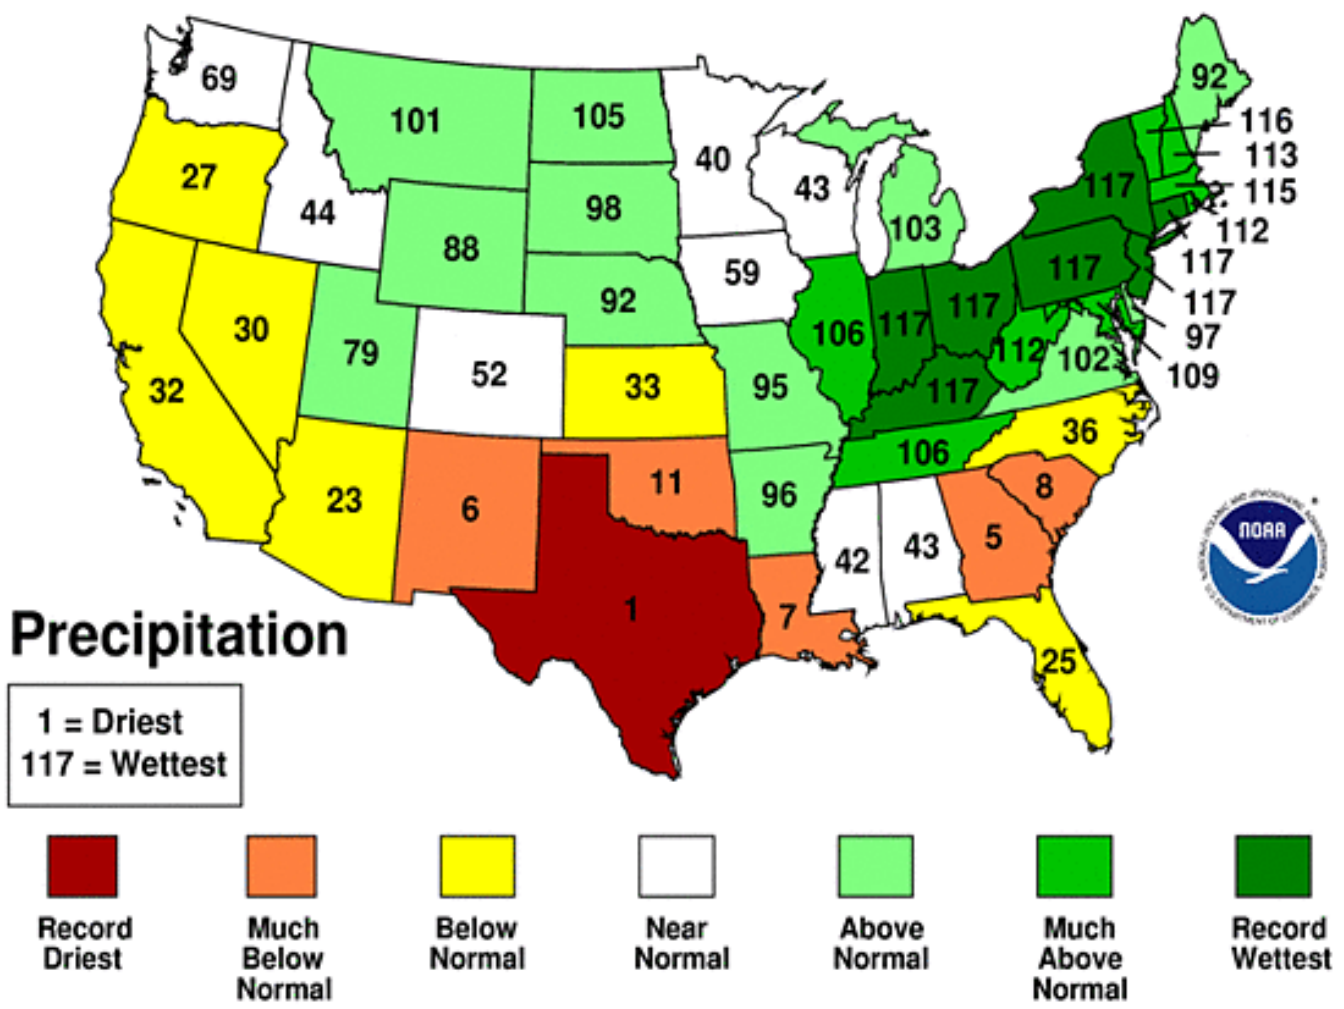 92
69
101
105
116
40
113
27
43
117
115
44
98
103
112
88
117
59
117
117
92
117
117
97
30
106
112
79
102
52
95
109
32
33
117
36
106
11
8
23
6
96
5
42
43
NOAA
1
7
25
Precipitation
1 = Driest
117 = Wettest
Record
Driest
Much
Below
Normal
Below
Normal
Near
Normal
Above
Normal
Much
Above
Normal
Record
Wettest